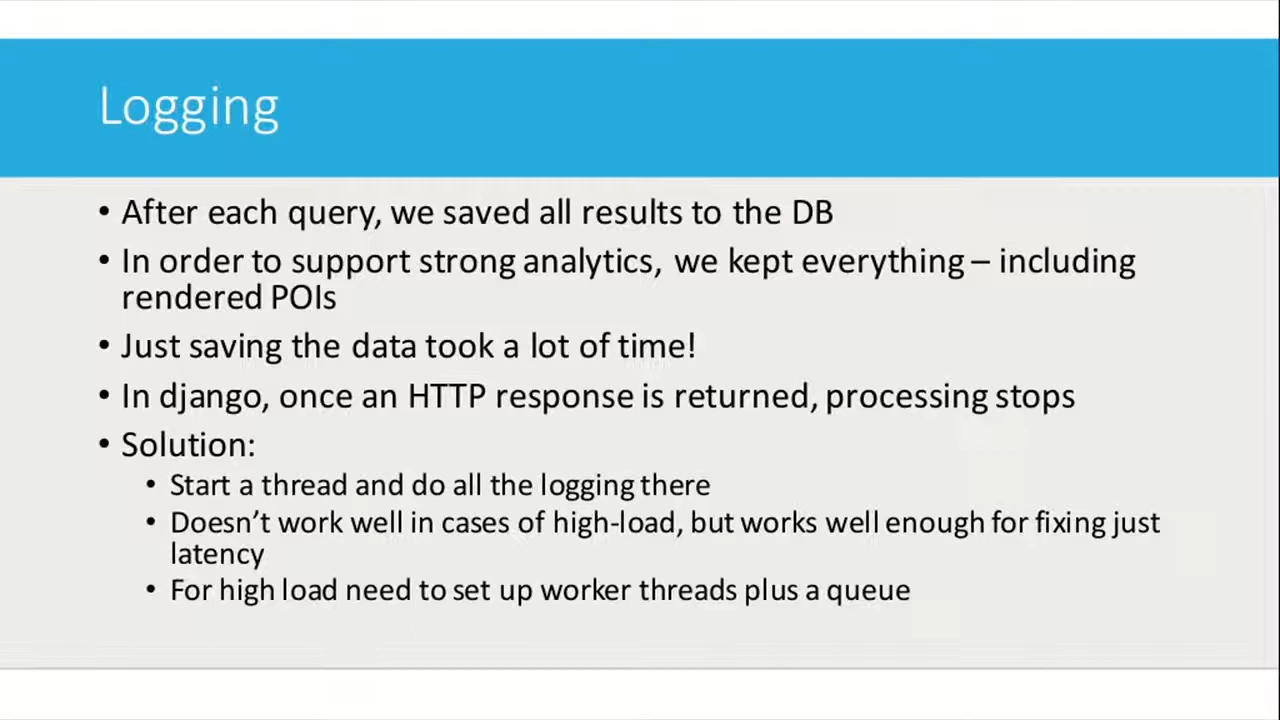 Logging
• After each query, we saved all results to the DB
• In order to support strong analytics, we kept everything – including
rendered POIs
• Just saving the data took a lot of time!
• In django, once an HTTP response is returned, processing stops
• Solution:
• Start a thread and do all the logging there
• Doesn’t work well in cases of high-load, but works well enough for fixing just
latency
• For high load need to set up worker threads plus a queue